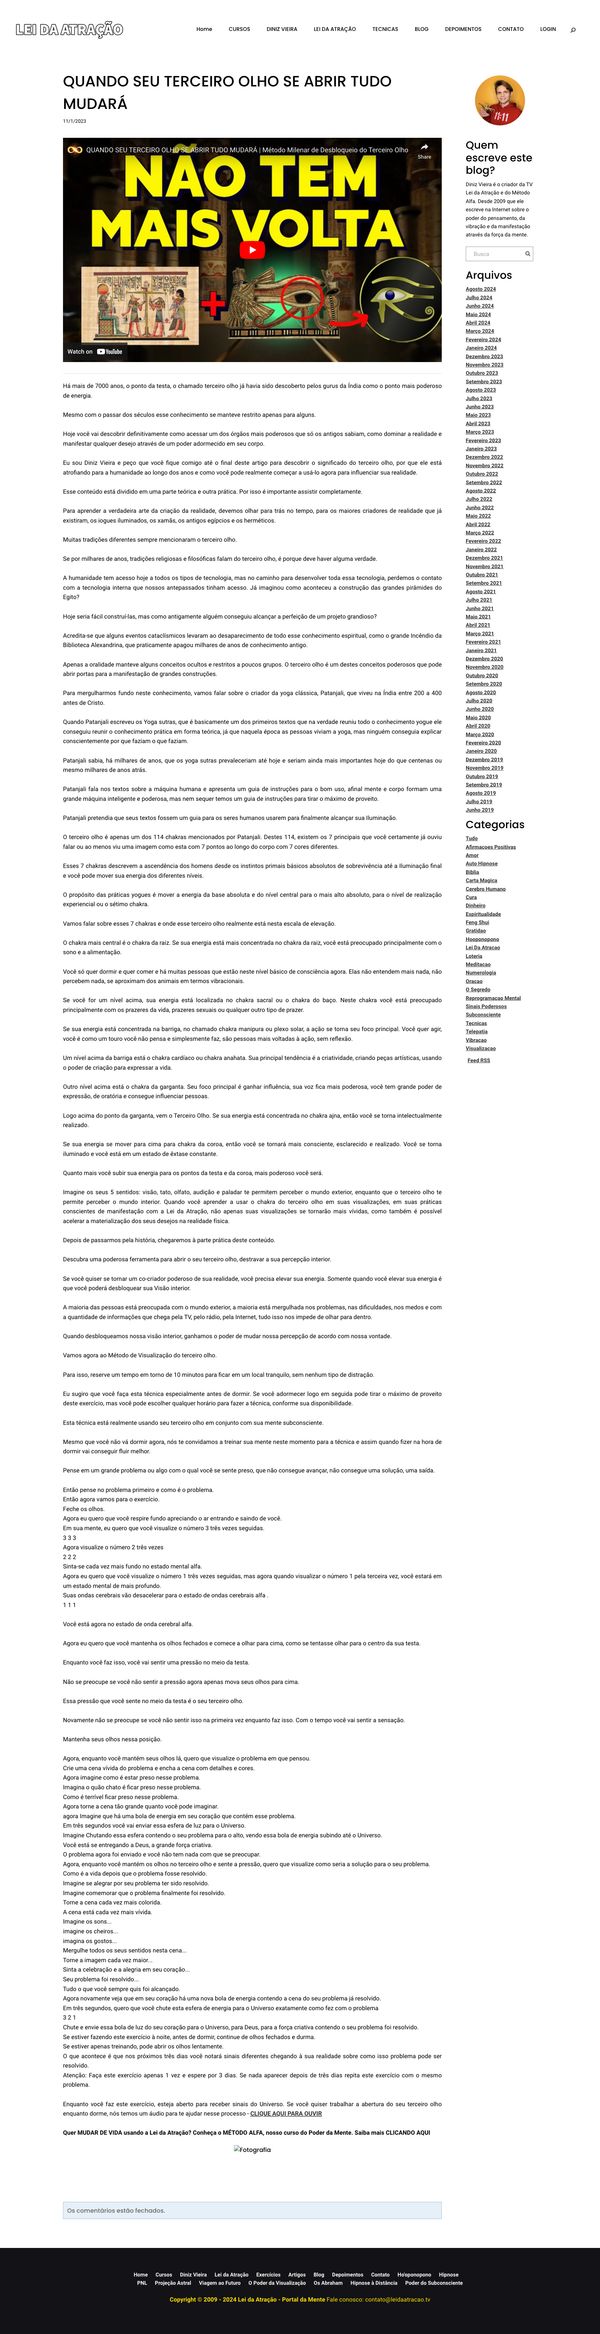 LEI DA ATRAÇÃO
Home CURSOS DINIZ VIEIRA LEI DA ATRAÇÃO TECNICAS BLOG DEPOIMENTOS CONTATO LOGIN
QUANDO SEU TERCEIRO OLHO SE ABRIR TUDO
MUDARÁ
11/1/2023
QUANDO SEU TERCEIRO OLHO SE ABRIR TUDO MUDARÁ | Método Milenar de Desbloqueio do Terceiro Olho
Share
NÃO TEM
MAIS VOLTA
Watch on YouTube
Há mais de 7000 anos, o ponto da testa, o chamado terceiro olho já havia sido descoberto pelos gurus da Índia como o ponto mais poderoso
de energia.
Mesmo com o passar dos séculos esse conhecimento se manteve restrito apenas para alguns.
Hoje você vai descobrir definitivamente como acessar um dos órgãos mais poderosos que só os antigos sabiam, como dominar a realidade e
manifestar qualquer desejo através de um poder adormecido em seu corpo.
Eu sou Diniz Vieira e peço que você fique comigo até o final deste artigo para descobrir o significado do terceiro olho, por que ele está
atrofiando para a humanidade ao longo dos anos e como você pode realmente começar a usá-lo agora para influenciar sua realidade.
Esse conteúdo está dividido em uma parte teórica e outra prática. Por isso é importante assistir completamente.
Para aprender a verdadeira arte da criação da realidade, devemos olhar para trás no tempo, para os maiores criadores de realidade que já
existiram, os iogues iluminados, os xamãs, os antigos egípcios e os herméticos.
Muitas tradições diferentes sempre mencionaram o terceiro olho.
Se por milhares de anos, tradições religiosas e filosóficas falam do terceiro olho, é porque deve haver alguma verdade.
A humanidade tem acesso hoje a todos os tipos de tecnologia, mas no caminho para desenvolver toda essa tecnologia, perdemos o contato
com a tecnologia interna que nossos antepassados tinham acesso. Já imaginou como aconteceu a construção das grandes pirâmides do
Egito?
Hoje seria fácil construí-las, mas como antigamente alguém conseguiu alcançar a perfeição de um projeto grandioso?
Acredita-se que alguns eventos cataclísmicos levaram ao desaparecimento de todo esse conhecimento espiritual, como o grande Incêndio da
Biblioteca Alexandrina, que praticamente apagou milhares de anos de conhecimento antigo.
Apenas a oralidade manteve alguns conceitos ocultos e restritos a poucos grupos. O terceiro olho é um destes conceitos poderosos que pode
abrir portas para a manifestação de grandes construções.
Para mergulharmos fundo neste conhecimento, vamos falar sobre o criador da yoga clássica, Patanjali, que viveu na Índia entre 200 a 400
antes de Cristo.
Quando Patanjali escreveu os Yoga sutras, que é basicamente um dos primeiros textos que na verdade reuniu todo o conhecimento yogue ele
conseguiu reunir o conhecimento prática em forma teórica, já que naquela época as pessoas viviam a yoga, mas ninguém conseguia explicar
conscientemente por que faziam o que faziam.
Patanjali sabia, há milhares de anos, que os yoga sutras prevaleceriam até hoje e seriam ainda mais importantes hoje do que centenas ou
mesmo milhares de anos atrás.
Patanjali fala nos textos sobre a máquina humana e apresenta um guia de instruções para o bom uso, afinal mente e corpo formam uma
grande máquina inteligente e poderosa, mas nem sequer temos um guia de instruções para tirar o máximo de proveito.
Patanjali pretendia que seus textos fossem um guia para os seres humanos usarem para finalmente alcançar sua Iluminação.
O terceiro olho é apenas um dos 114 chakras mencionados por Patanjali. Destes 114, existem os 7 principais que você certamente já ouviu
falar ou ao menos viu uma imagem como esta com 7 pontos ao longo do corpo com 7 cores diferentes.
Esses 7 chakras descrevem a ascendência dos homens desde os instintos primais básicos absolutos de sobrevivência até a Iluminação final
e você pode mover sua energia dos diferentes níveis.
O propósito das práticas yogues é mover a energia da base absoluta e do nível central para o mais alto absoluto, para o nível de realização
experiencial ou o sétimo chakra.
Vamos falar sobre esses 7 chakras e onde esse terceiro olho realmente está nesta escala de elevação.
O chakra mais central é o chakra da raiz. Se sua energia está mais concentrada no chakra da raiz, você está preocupado principalmente com o
sono e a alimentação.
Você só quer dormir e quer comer e há muitas pessoas que estão neste nível básico de consciência agora. Elas não entendem mais nada, não
percebem nada, se aproximam dos animais em termos vibracionais.
Se você for um nível acima, sua energia está localizada no chakra sacral ou o chakra do baço. Neste chakra você está preocupado
principalmente com os prazeres da vida, prazeres sexuais ou qualquer outro tipo de prazer.
Se sua energia está concentrada na barriga, no chamado chakra manipura ou plexo solar, a ação se torna seu foco principal. Você quer agir,
você é como um touro você não pensa e simplesmente faz, são pessoas mais voltadas à ação, sem reflexão.
Um nível acima da barriga está o chakra cardíaco ou chakra anahata. Sua principal tendência é a criatividade, criando peças artísticas, usando
o poder de criação para expressar a vida.
Outro nível acima está o chakra da garganta. Seu foco principal é ganhar influência, sua voz fica mais poderosa, você tem grande poder de
expressão, de oratória e consegue influenciar pessoas.
Logo acima do ponto da garganta, vem o Terceiro Olho. Se sua energia está concentrada no chakra ajna, então você se torna intelectualmente
realizado.
Se sua energia se mover para cima para chakra da coroa, então você se tornará mais consciente, esclarecido e realizado. Você se torna
iluminado e você está em um estado de êxtase constante.
Quanto mais você subir sua energia para os pontos da testa e da coroa, mais poderoso você será.
Imagine os seus 5 sentidos: visão, tato, olfato, audição e paladar te permitem perceber o mundo exterior, enquanto que o terceiro olho te
permite perceber o mundo interior. Quando você aprender a usar o chakra do terceiro olho em suas visualizações, em suas práticas
conscientes de manifestação com a Lei da Atração, não apenas suas visualizações se tornarão mais vívidas, como também é possível
acelerar a materialização dos seus desejos na realidade física.
Depois de passarmos pela história, chegaremos à parte prática deste conteúdo.
Descubra uma poderosa ferramenta para abrir o seu terceiro olho, destravar a sua percepção interior.
Se você quiser se tornar um co-criador poderoso de sua realidade, você precisa elevar sua energia. Somente quando você elevar sua energia é
que você poderá desbloquear sua Visão interior.
A maioria das pessoas está preocupada com o mundo exterior, a maioria está mergulhada nos problemas, nas dificuldades, nos medos e com
a quantidade de informações que chega pela TV, pelo rádio, pela Internet, tudo isso nos impede de olhar para dentro.
Quando desbloqueamos nossa visão interior, ganhamos o poder de mudar nossa percepção de acordo com nossa vontade.
Vamos agora ao Método de Visualização do terceiro olho.
Para isso, reserve um tempo em torno de 10 minutos para ficar em um local tranquilo, sem nenhum tipo de distração.
Eu sugiro que você faça esta técnica especialmente antes de dormir. Se você adormecer logo em seguida pode tirar o máximo de proveito
deste exercício, mas você pode escolher qualquer horário para fazer a técnica, conforme sua disponibilidade.
Esta técnica está realmente usando seu terceiro olho em conjunto com sua mente subconsciente.
Mesmo que você não vá dormir agora, nós te convidamos a treinar sua mente neste momento para a técnica e assim quando fizer na hora de
dormir vai conseguir fluir melhor.
Pense em um grande problema ou algo com o qual você se sente preso, que não consegue avançar, não consegue uma solução, uma saída.
Então pense no problema primeiro e como é o problema.
Então agora vamos para o exercício.
Feche os olhos.
Agora eu quero que você respire fundo apreciando o ar entrando e saindo de você.
Em sua mente, eu quero que você visualize o número 3 três vezes seguidas.
3 3 3
Agora visualize o número 2 três vezes
2 2 2
Sinta-se cada vez mais fundo no estado mental alfa.
Agora eu quero que você visualize o número 1 três vezes seguidas, mas agora quando visualizar o número 1 pela terceira vez, você estará em
um estado mental de mais profundo.
Suas ondas cerebrais vão desacelerar para o estado de ondas cerebrais alfa .
1 1 1
Você está agora no estado de onda cerebral alfa.
Agora eu quero que você mantenha os olhos fechados e comece a olhar para cima, como se tentasse olhar para o centro da sua testa.
Enquanto você faz isso, você vai sentir uma pressão no meio da testa.
Não se preocupe se você não sentir a pressão agora apenas mova seus olhos para cima.
Essa pressão que você sente no meio da testa é o seu terceiro olho.
Novamente não se preocupe se você não sentir isso na primeira vez enquanto faz isso. Com o tempo você vai sentir a sensação.
Mantenha seus olhos nessa posição.
Agora, enquanto você mantém seus olhos lá, quero que visualize o problema em que pensou.
Crie uma cena vívida do problema e encha a cena com detalhes e cores.
Agora imagine como é estar preso nesse problema.
Imagina o quão chato é ficar preso nesse problema.
Como é terrível ficar preso nesse problema.
Agora torne a cena tão grande quanto você pode imaginar.
agora Imagine que há uma bola de energia em seu coração que contém esse problema.
Em três segundos você vai enviar essa esfera de luz para o Universo.
Imagine Chutando essa esfera contendo o seu problema para o alto, vendo essa bola de energia subindo até o Universo.
Você está se entregando a Deus, a grande força criativa.
O problema agora foi enviado e você não tem nada com que se preocupar.
Agora, enquanto você mantém os olhos no terceiro olho e sente a pressão, quero que visualize como seria a solução para o seu problema.
Como é a vida depois que o problema fosse resolvido.
Imagine se alegrar por seu problema ter sido resolvido.
Imagine comemorar que o problema finalmente foi resolvido.
Torne a cena cada vez mais colorida.
A cena está cada vez mais vívida.
Imagine os sons...
imagine os cheiros...
imagina os gostos...
Mergulhe todos os seus sentidos nesta cena...
Torne a imagem cada vez maior...
Sinta a celebração e a alegria em seu coração...
Seu problema foi resolvido...
Tudo o que você sempre quis foi alcançado.
Agora novamente veja que em seu coração há uma nova bola de energia contendo a cena do seu problema já resolvido.
Em três segundos, quero que você chute esta esfera de energia para o Universo exatamente como fez com o problema
3 2 1
Chute e envie essa bola de luz do seu coração para o Universo, para Deus, para a força criativa contendo o seu problema foi resolvido.
Se estiver fazendo este exercício à noite, antes de dormir, continue de olhos fechados e durma.
Se estiver apenas treinando, pode abrir os olhos lentamente.
O que acontece é que nos próximos três dias você notará sinais diferentes chegando à sua realidade sobre como isso problema pode ser
resolvido.
Atenção: Faça este exercício apenas 1 vez e espere por 3 dias. Se nada aparecer depois de três dias repita este exercício com o mesmo
problema.
Enquanto você faz este exercício, esteja aberto para receber sinais do Universo. Se você quiser trabalhar a abertura do seu terceiro olho
enquanto dorme, nós temos um áudio para te ajudar nesse processo - CLIQUE AQUI PARA OUVIR
Quer MUDAR DE VIDA usando a Lei da Atração? Conheça o MÉTODO ALFA, nosso curso do Poder da Mente. Saiba mais CLICANDO AQUI
Fotografia
Os comentários estão fechados.
11:11
Quem
escreve este
blog?
Diniz Vieira é o criador da TV
Lei da Atração e do Método
Alfa. Desde 2009 que ele
escreve na Internet sobre o
poder do pensamento, da
vibração e da manifestação
através da força da mente.
Busca
Arquivos
Agosto 2024
Julho 2024
Junho 2024
Maio 2024
Abril 2024
Março 2024
Fevereiro 2024
Janeiro 2024
Dezembro 2023
Novembro 2023
Outubro 2023
Setembro 2023
Agosto 2023
Julho 2023
Junho 2023
Maio 2023
Abril 2023
Março 2023
Fevereiro 2023
Janeiro 2023
Dezembro 2022
Novembro 2022
Outubro 2022
Setembro 2022
Agosto 2022
Julho 2022
Junho 2022
Maio 2022
Abril 2022
Março 2022
Fevereiro 2022
Janeiro 2022
Dezembro 2021
Novembro 2021
Outubro 2021
Setembro 2021
Agosto 2021
Julho 2021
Junho 2021
Maio 2021
Abril 2021
Março 2021
Fevereiro 2021
Janeiro 2021
Dezembro 2020
Novembro 2020
Outubro 2020
Setembro 2020
Agosto 2020
Julho 2020
Junho 2020
Maio 2020
Abril 2020
Março 2020
Fevereiro 2020
Janeiro 2020
Dezembro 2019
Novembro 2019
Outubro 2019
Setembro 2019
Agosto 2019
Julho 2019
Junho 2019
Categorias
Tudo
Afirmacoes Positivas
Amor
Auto Hipnose
Biblia
Carta Magica
Cerebro Humano
Cura
Dinheiro
Espiritualidade
Feng Shui
Gratidao
Hooponopono
Lei Da Atracao
Loteria
Meditacao
Numerologia
Oracao
O Segredo
Reprogramacao Mental
Sinais Poderosos
Subconsciente
Tecnicas
Telepatia
Vibracao
Visualizacao
Feed RSS
Home Cursos Diniz Vieira Lei da Atração Exercícios Artigos Blog Depoimentos Contato Ho'oponopono Hipnose
PNL Projeção Astral Viagem ao Futuro O Poder da Visualização Os Abraham Hipnose à Distância Poder do Subconsciente
Copyright © 2009 - 2024 Lei da Atração - Portal da Mente Fale conosco: contato@leidaatracao.tv